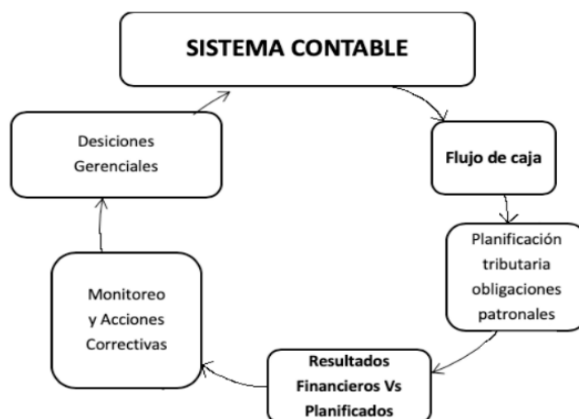 SISTEMA CONTABLE
Flujo de caja
Planificación
tributaria
obligaciones
patronales
Resultados
Financieros Vs
Planificados
Monitoreo
y Acciones
Correctivas
Desiciones
Gerenciales